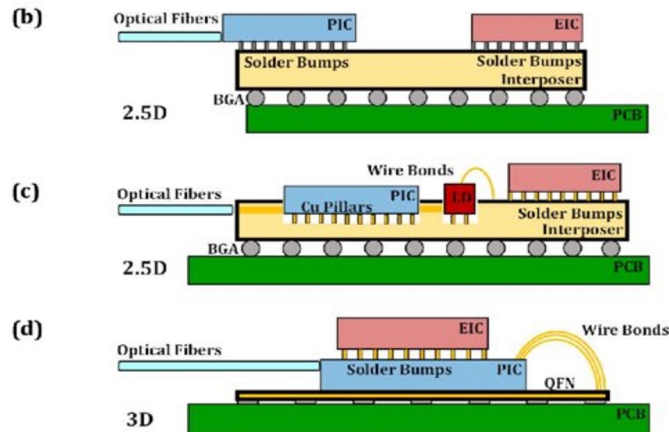 (b)
Optical Fibers
PIC
EIC
Solder Bumps
Solder Bumps
Interposer
BGA
2.5D
PCB
(c)
Wire Bonds
EIC
Optical Fibers
PIC
LD
Cu Pillars
Solder Bumps
Interposer
BGA
2.5D
PCB
(d)
EIC
Wire Bonds
Optical Fibers
Solder Bumps
PIC
QFN
3D
PCB